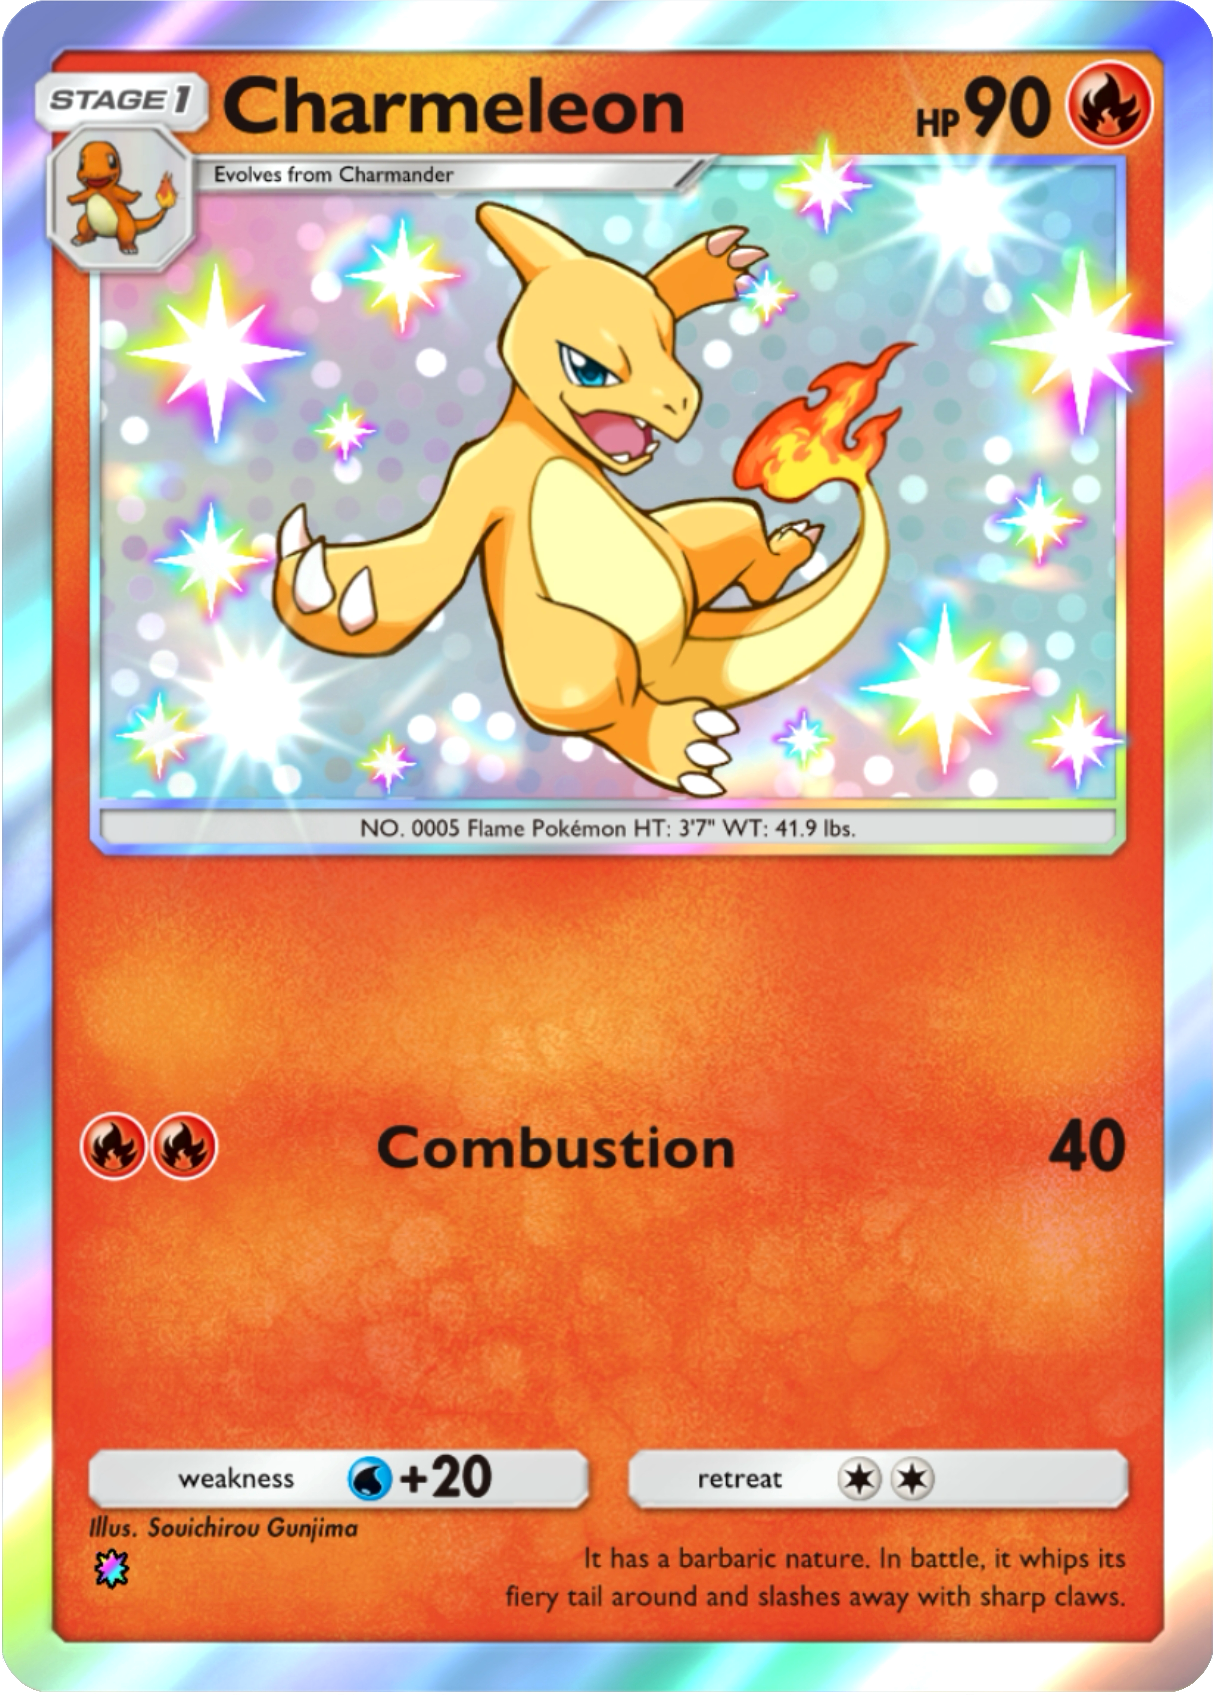 STAGE 1
Charmeleon
HP 90
Evolves from Charmander
NO. 0005 Flame Pokémon HT: 3'7" WT: 41.9 lbs.
Combustion 40
weakness +20
retreat
Illus. Souichirou Gunjima
It has a barbaric nature. In battle, it whips its
fiery tail around and slashes away with sharp claws.